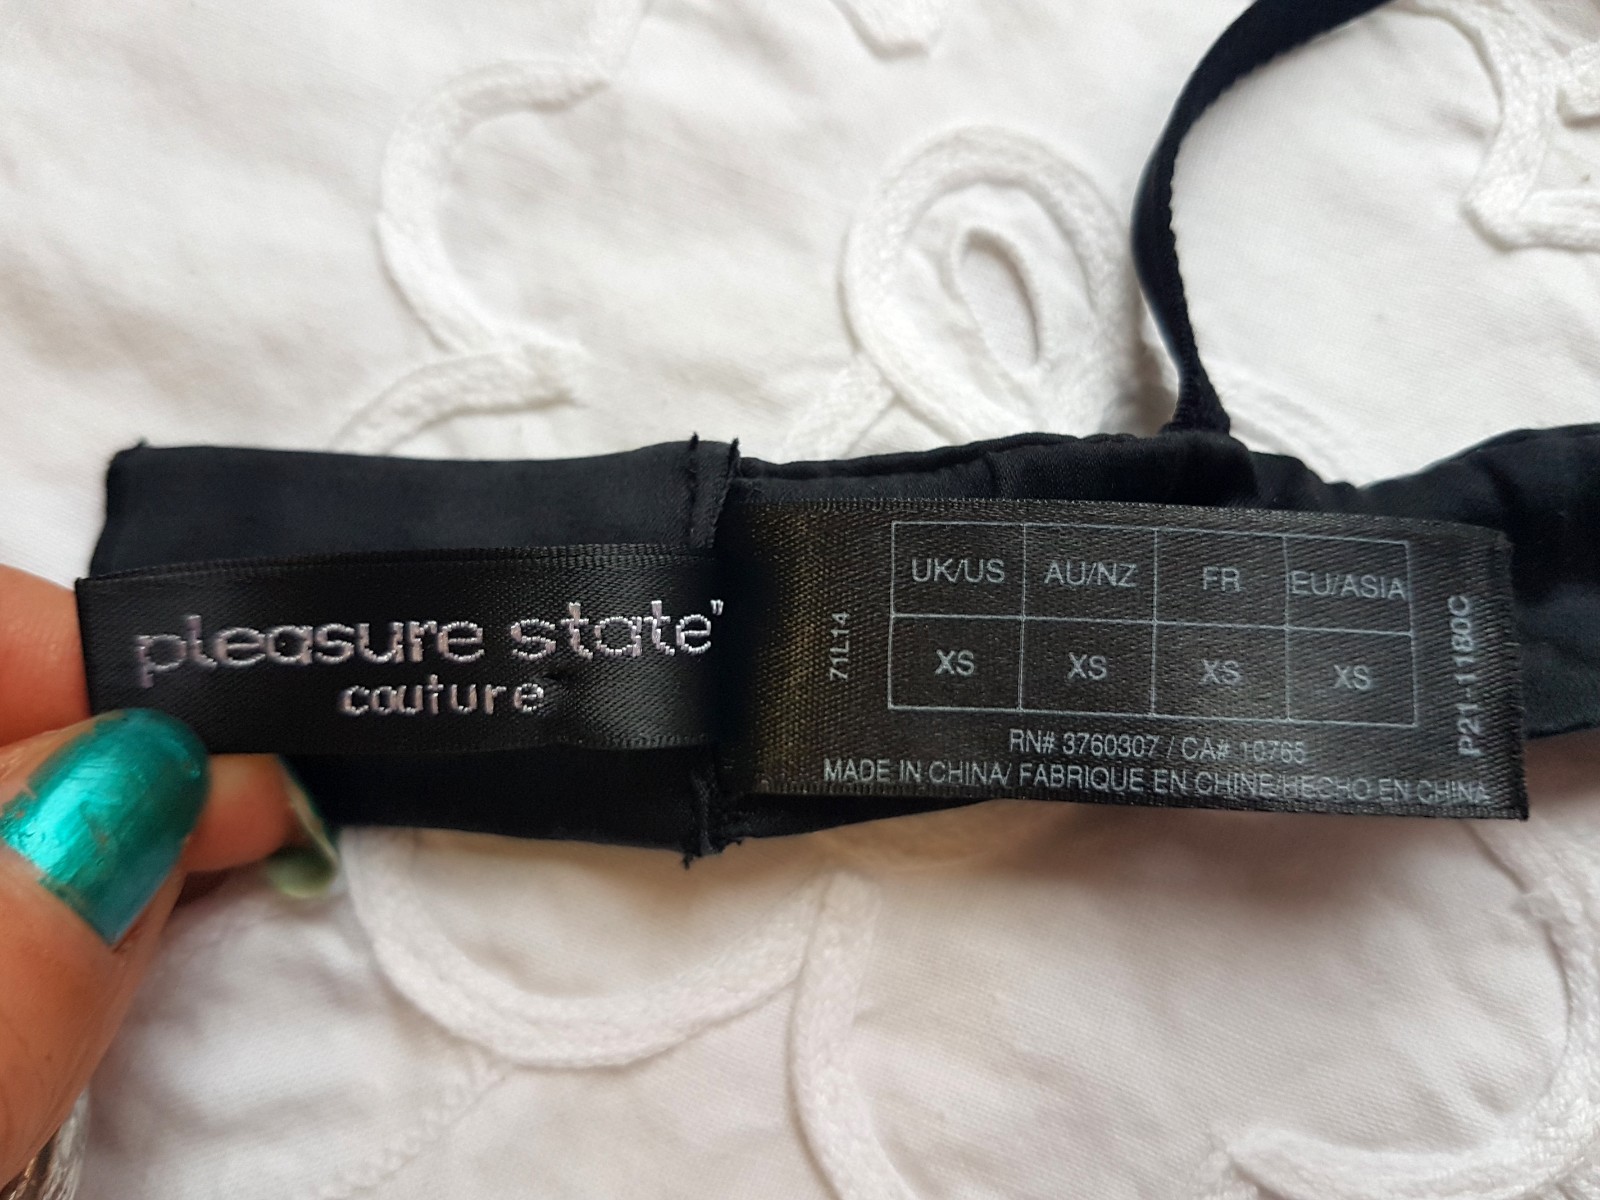 pleasure state™
couture
71L14
UK/US AU/NZ FR EU/ASIA
XS XS XS XS
RN# 3760307 / CA# 10765
MADE IN CHINA/ FABRIQUE EN CHINE/HECHO EN CHINA
P21-1180C